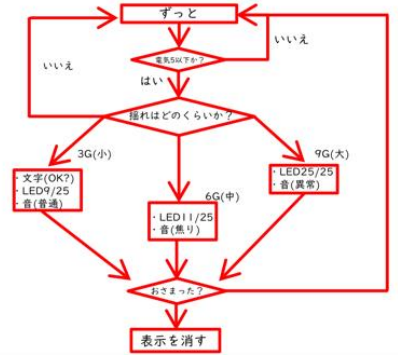 ずっと
電気5以下か?
いいえ
いいえ
はい
揺れはどのくらいか?
3G(小)
9G(大)
・文字(OK?)
・LED9/25
・音(普通)
6G(中)
・LED25/25
・音(異常)
・LED11/25
・音(焦り)
おさまった?
表示を消す